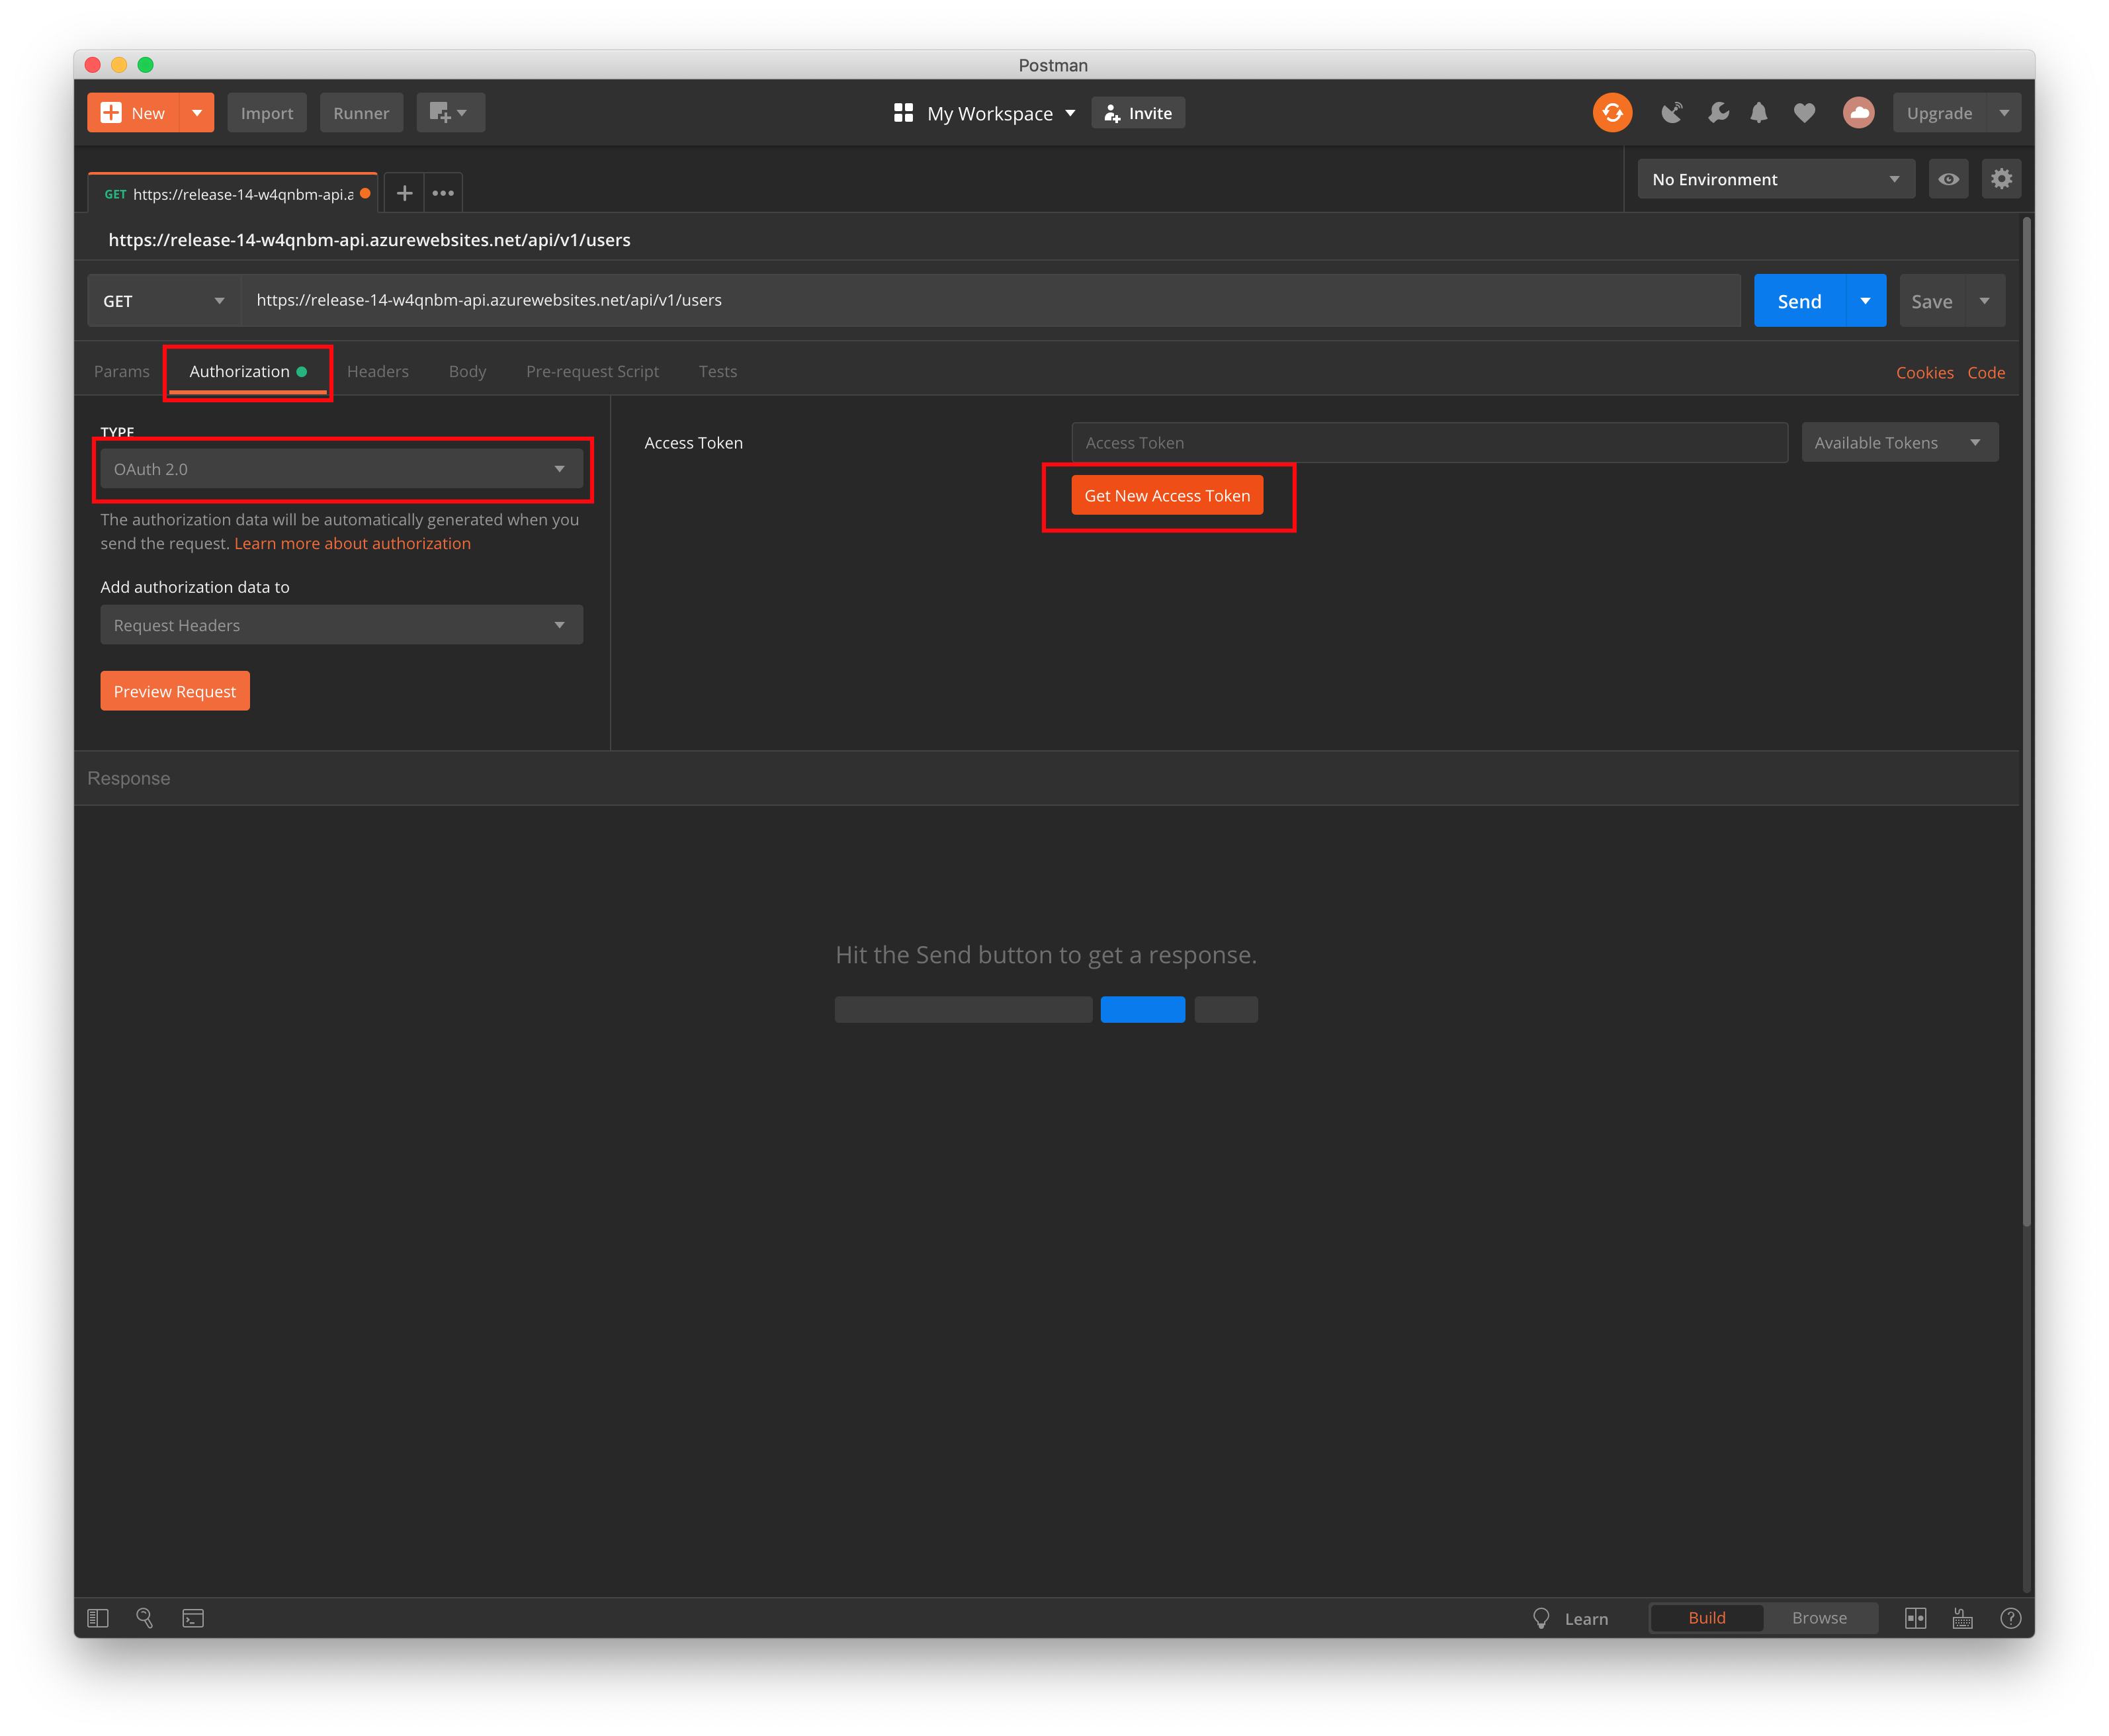 Postman
New
Import
Runner
My Workspace
Invite
Upgrade
GET https://release-14-w4qnbm-api.a
No Environment
https://release-14-w4qnbm-api.azurewebsites.net/api/v1/users
GET
https://release-14-w4qnbm-api.azurewebsites.net/api/v1/users
Send
Save
Params
Authorization
Headers
Body
Pre-request Script
Tests
Cookies
Code
TYPE
OAuth 2.0
The authorization data will be automatically generated when you
send the request. Learn more about authorization
Add authorization data to
Request Headers
Preview Request
Access Token
Access Token
Available Tokens
Get New Access Token
Response
Hit the Send button to get a response.
Learn
Build
Browse